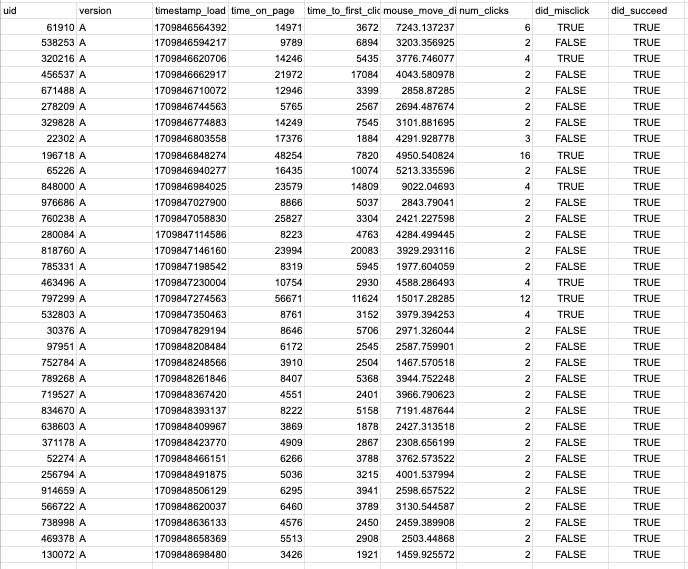 uid version timestamp_load time_on_page time_to_first_clic mouse_move_di num_clicks did_misclick did_succeed
61910 A 1709846564392 14971 3672 7243.137237 6 TRUE TRUE
538253 A 1709846594217 9789 6894 3203.356925 2 FALSE TRUE
320216 A 1709846620706 14246 5435 3776.746077 4 TRUE TRUE
456537 A 1709846662917 21972 17084 4043.580978 2 FALSE TRUE
671488 A 1709846710072 12946 3399 2858.87285 2 FALSE TRUE
278209 A 1709846744563 5765 2567 2694.487674 2 FALSE TRUE
329828 A 1709846774883 14249 7545 3101.881695 2 FALSE TRUE
22302 A 1709846803558 17376 1884 4291.928778 3 FALSE TRUE
196718 A 1709846848274 48254 7820 4950.540824 16 TRUE TRUE
65226 A 1709846940277 16435 10074 5213.335596 2 FALSE TRUE
848000 A 1709846984025 23579 14809 9022.04693 4 TRUE TRUE
976686 A 1709847027900 8866 5037 2843.79041 2 FALSE TRUE
760238 A 1709847058830 25827 3304 2421.227598 2 FALSE TRUE
280084 A 1709847114586 8223 4763 4284.499445 2 FALSE TRUE
818760 A 1709847146160 23994 20083 3929.293116 2 FALSE TRUE
785331 A 1709847198542 8319 5945 1977.604059 2 FALSE TRUE
463496 A 1709847230004 10754 2930 4588.286493 4 TRUE TRUE
797299 A 1709847274563 56671 11624 15017.28285 12 TRUE TRUE
532803 A 1709847350463 8761 3152 3979.394253 4 TRUE TRUE
30376 A 1709847829194 8646 5706 2971.326044 2 FALSE TRUE
97951 A 1709848208484 6172 2545 2587.759901 2 FALSE TRUE
752784 A 1709848248566 3910 2504 1467.570518 2 FALSE TRUE
789268 A 1709848261846 8407 5368 3944.752248 2 FALSE TRUE
719527 A 1709848367420 4551 2401 3966.790623 2 FALSE TRUE
834670 A 1709848393137 8222 5158 7191.487644 2 FALSE TRUE
638603 A 1709848409967 3869 1878 2427.313518 2 FALSE TRUE
371178 A 1709848423770 4909 2867 2308.656199 2 FALSE TRUE
52274 A 1709848466151 6266 3788 3762.573522 2 FALSE TRUE
256794 A 1709848491875 5036 3215 4001.537994 2 FALSE TRUE
914659 A 1709848506129 6295 3941 2598.657522 2 FALSE TRUE
566722 A 1709848620037 6460 3789 3130.544587 2 FALSE TRUE
738998 A 1709848636133 4576 2450 2459.389908 2 FALSE TRUE
469378 A 1709848658369 5513 2908 2503.44868 2 FALSE TRUE
130072 A 1709848698480 3426 1921 1459.925572 2 FALSE TRUE